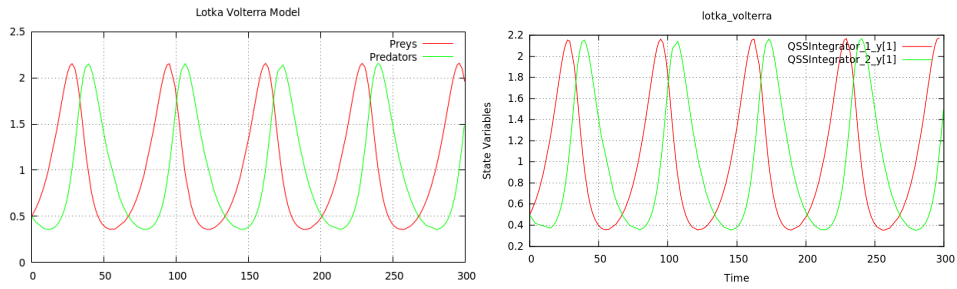 Lotka Volterra Model
2.5
Preys
Predators
2
1.5
1
0.5
0
0 50 100 150 200 250 300
lotka_volterra
2.2
QSSIntegrator_1_y[1]
2
QSSIntegrator_2_y[1]
1.8
1.6
1.4
State Variables
1.2
1
0.8
0.6
0.4
0.2
0 50 100 150 200 250 300
Time